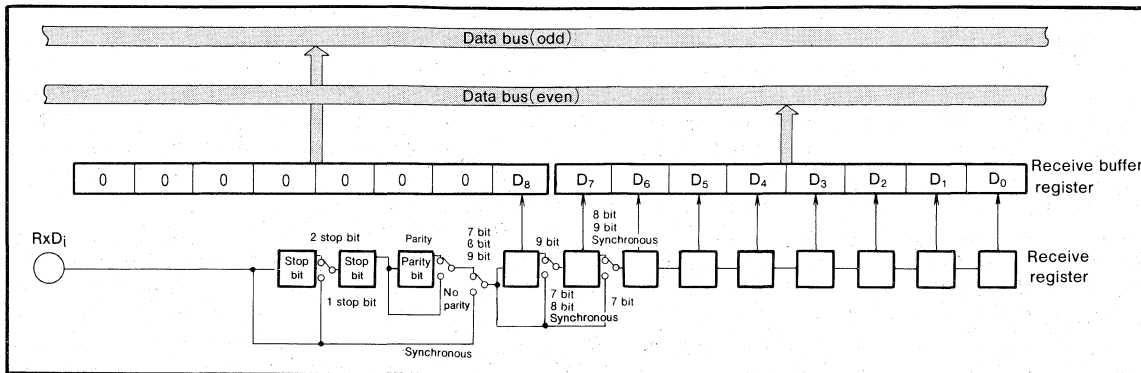 Data bus(odd)
Data bus(even)
0 0 0 0 0 0 0 D₈ D₇ D₆ D₅ D₄ D₃ D₂ D₁ D₀
Receive buffer
register
RxDᵢ
2 stop bit
Parity
7 bit
8 bit
9 bit
9 bit
8 bit
9 bit
Synchronous
Stop
bit
Stop
bit
Parity
bit
Receive
register
1 stop bit
No
parity
7 bit
8 bit
Synchronous
7 bit
Synchronous